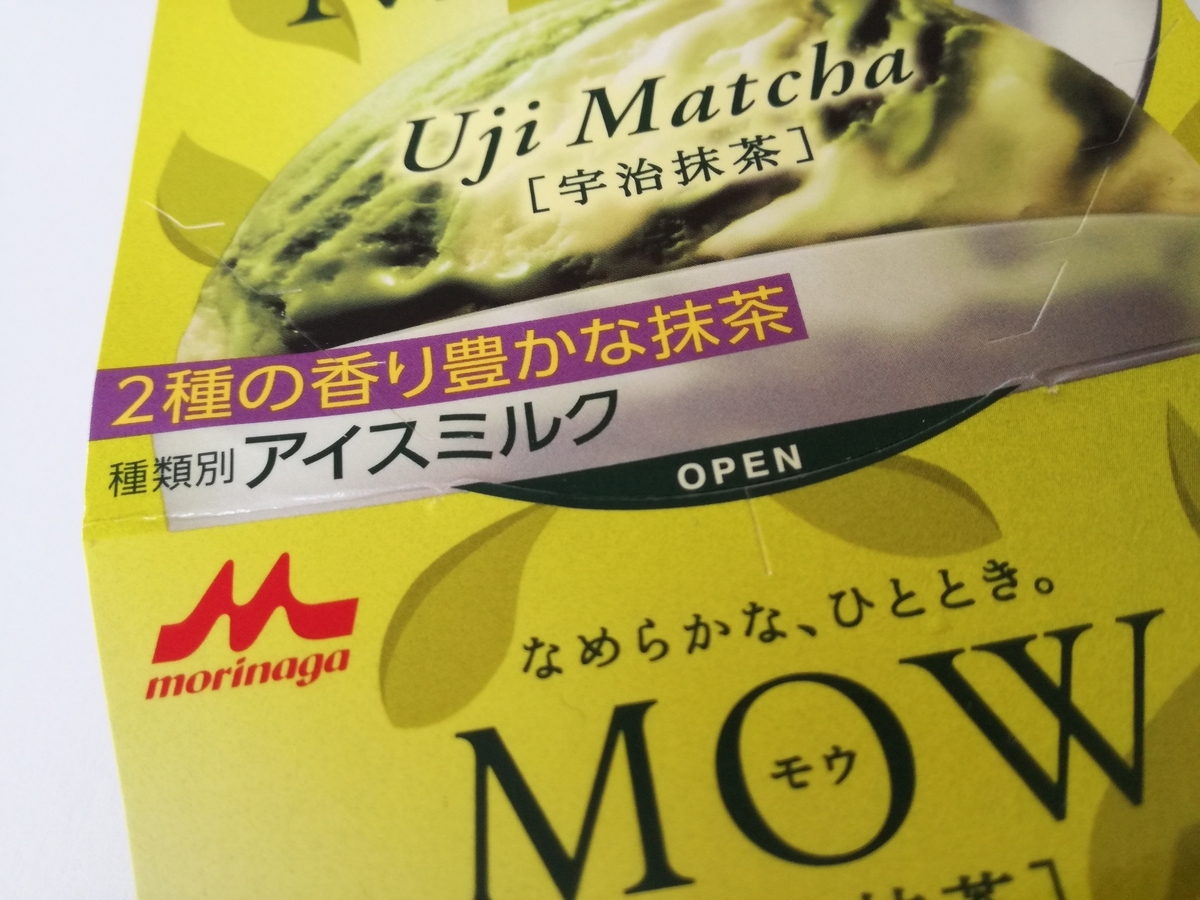 Uji Matcha
[宇治抹茶]
2種の香り豊かな抹茶
種類別 アイスミルク
OPEN
morinaga
なめらかな、ひととき。
MOW
モウ
抹茶]